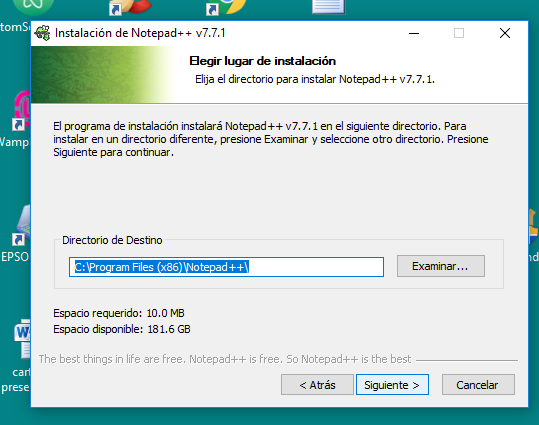 Instalación de Notepad++ v7.7.1
Elegir lugar de instalación
Elija el directorio para instalar Notepad++ v7.7.1.
El programa de instalación instalará Notepad++ v7.7.1 en el siguiente directorio. Para
instalar en un directorio diferente, presione Examinar y seleccione otro directorio. Presione
Siguiente para continuar.
Directorio de Destino
C:\Program Files (x86)\Notepad++\
Examinar...
Espacio requerido: 10.0 MB
Espacio disponible: 181.6 GB
The best things in life are free. Notepad++ is free. So Notepad++ is the best
< Atrás
Siguiente >
Cancelar
EPSO
cart
prese